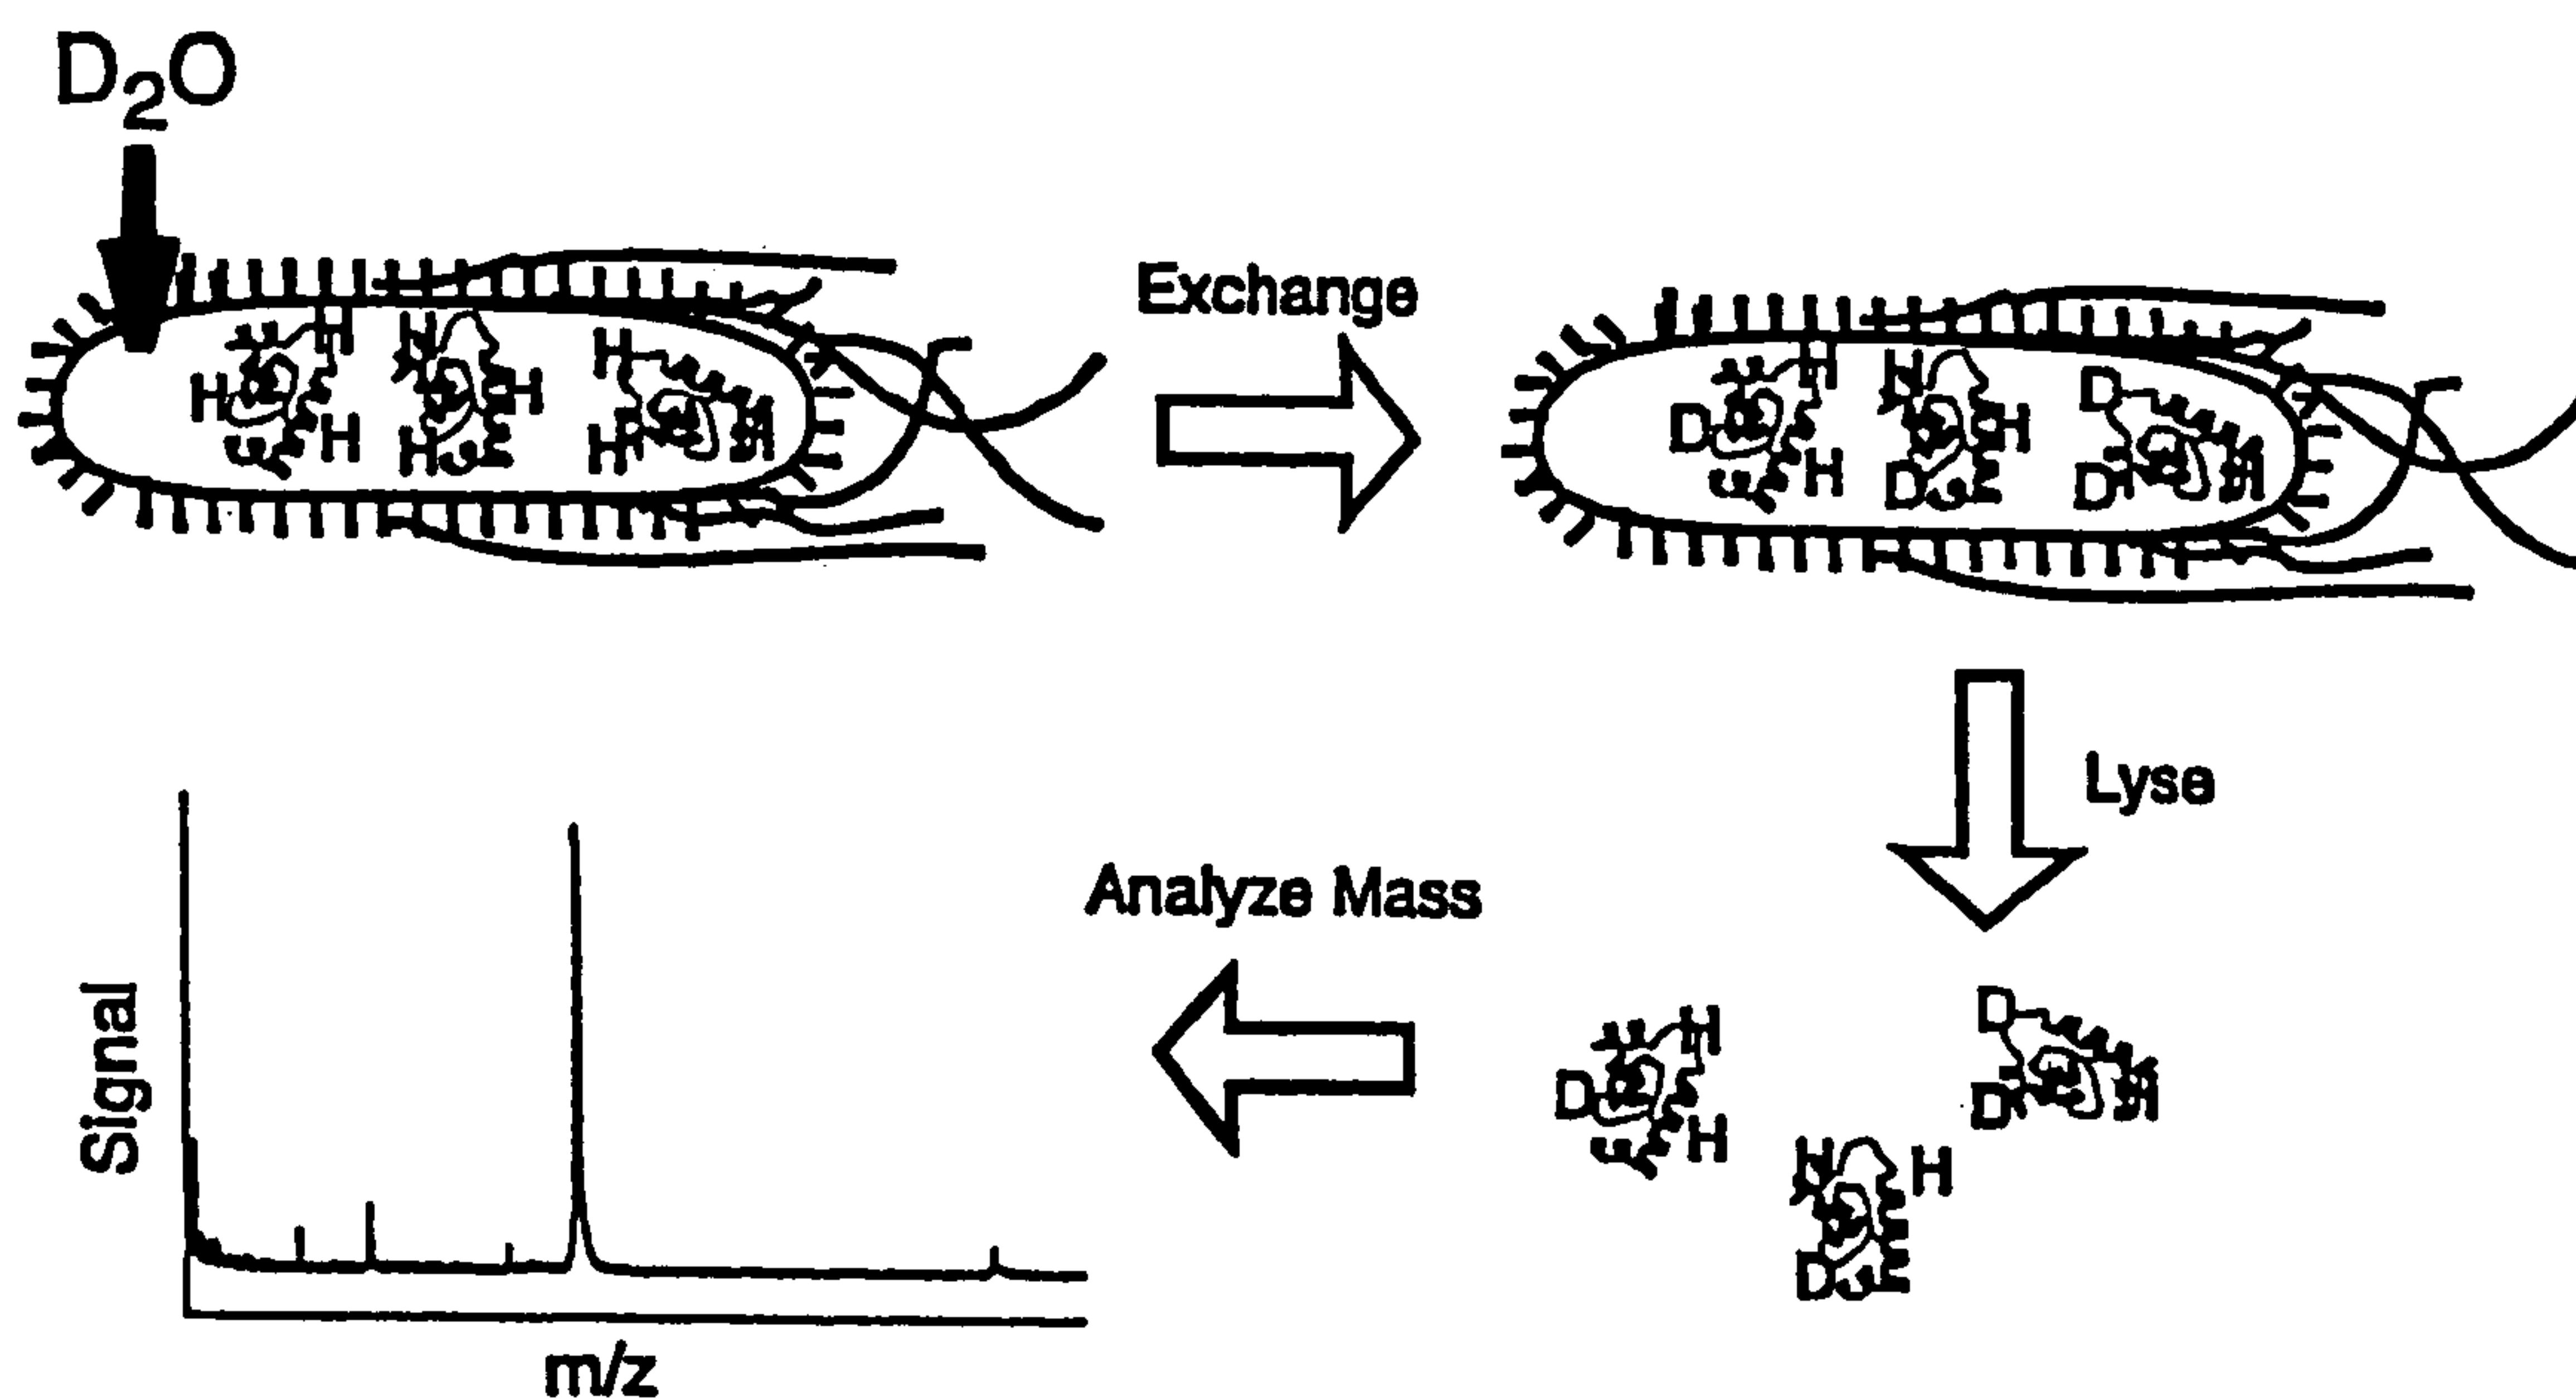 D₂O
Exchange
H H H
H H
H H H H
H H D
D H
H D D H
Lyse
Analyze Mass
Signal
m/z
D
H
D H
D H
H H
D